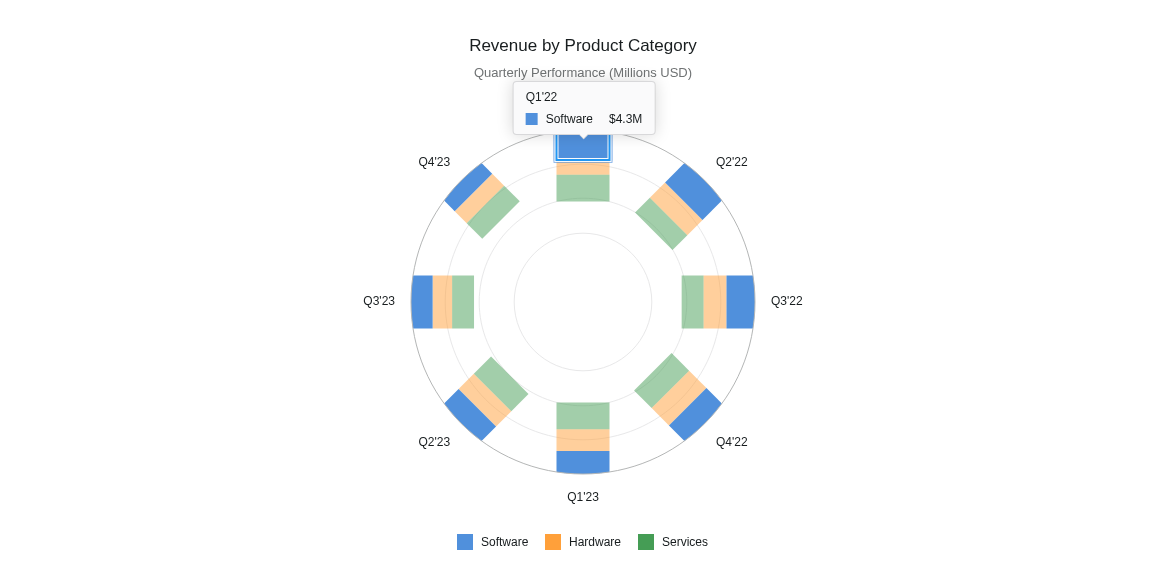 Revenue by Product Category
Quarterly Performance (Millions USD)
Q1'22
Software $4.3M
Q4'23
Q2'22
Q3'23
Q3'22
Q2'23
Q4'22
Q1'23
Software
Hardware
Services